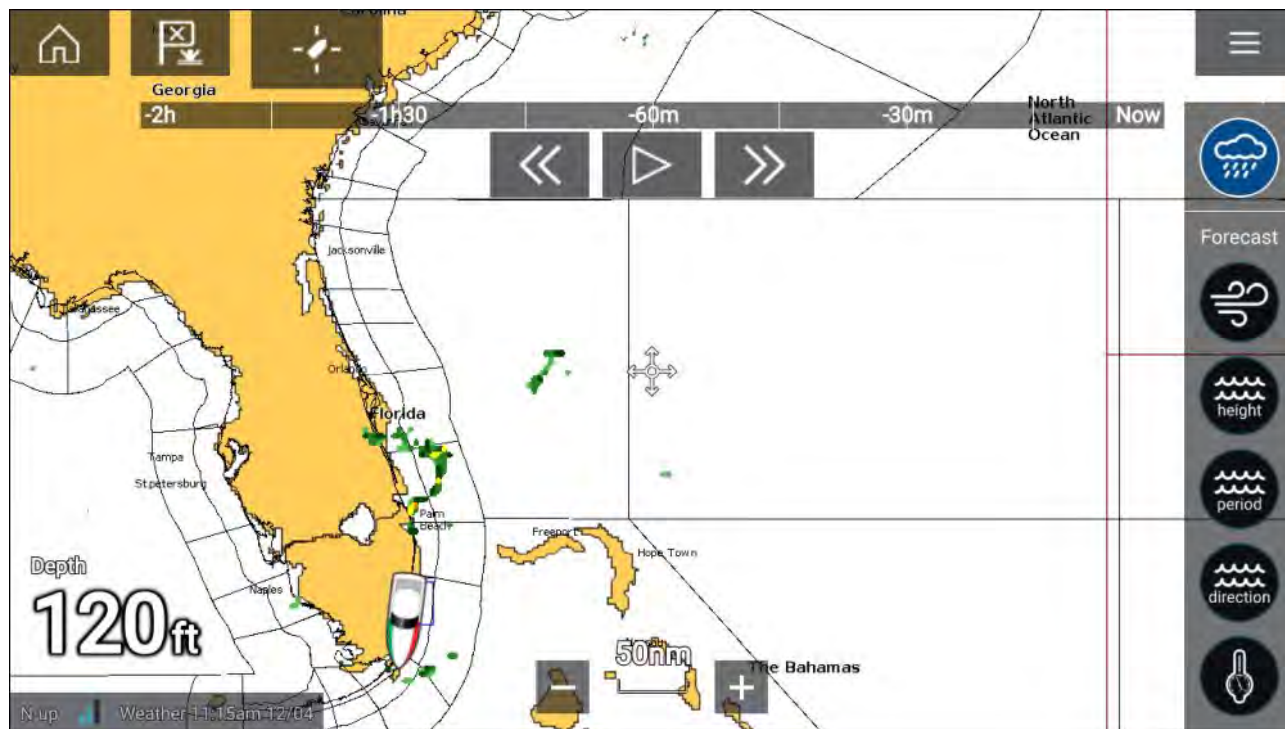 Georgia
-2h
-1h30
-60m
-30m
Now
North
Atlantic
Ocean
Forecast
Jacksonville
Orlando
Florida
height
Tampa
St.petersburg
period
Palm
Beach
Freeport
Hope Town
Depth
120ft
Naples
direction
50nm
The Bahamas
N-up
Weather 11:15am 12/04